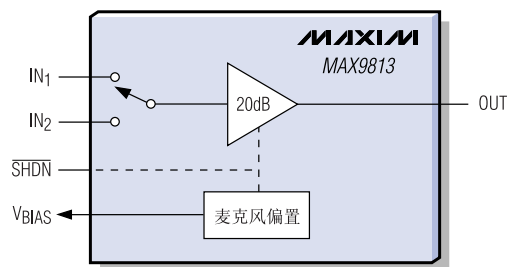 MAXIM
MAX9813
IN1
20dB
OUT
IN2
SHDN
VBIAS
麦克风偏置